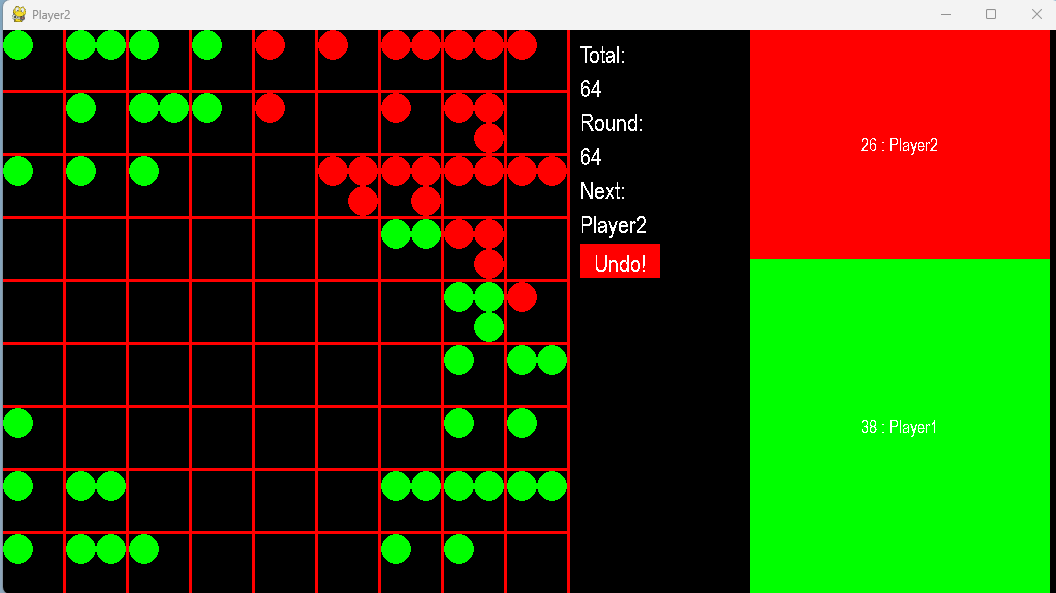 Player2
Total:
64
Round:
64
Next:
Player2
Undo!
26 : Player2
38 : Player1